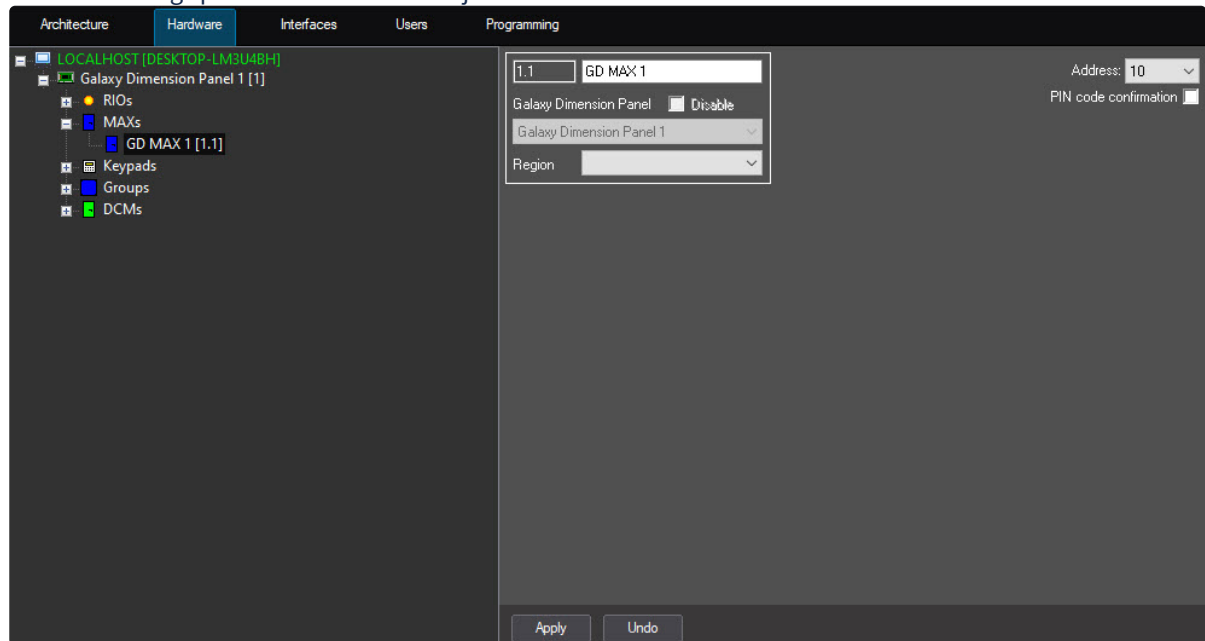 Architecture Hardware Interfaces Users Programming
LOCALHOST [DESKTOP-LM3U4BH]
Galaxy Dimension Panel 1 [1]
RIOs
MAXs
GD MAX 1 [1.1]
Keypads
Groups
DCMs
1.1 GD MAX 1
Galaxy Dimension Panel Disable
Galaxy Dimension Panel 1
Region
Address: 10
PIN code confirmation
Apply Undo